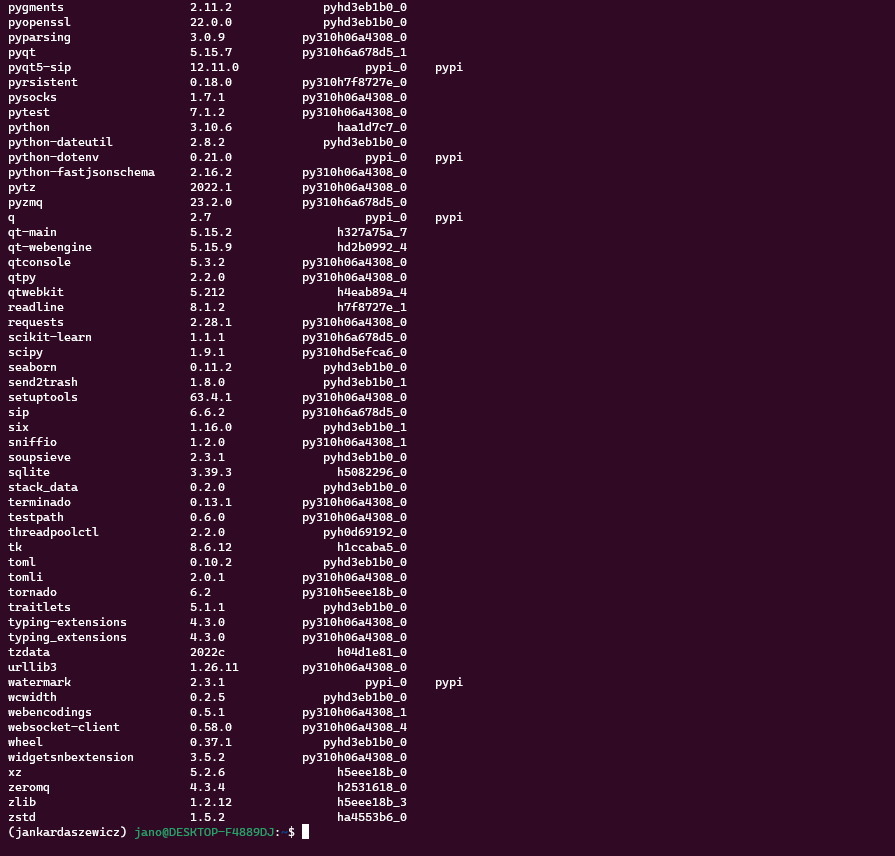 pygments 2.11.2 pyhd3eb1b0_0
pyopenssl 22.0.0 pyhd3eb1b0_0
pyparsing 3.0.9 py310h06a4308_0
pyqt 5.15.7 py310h6a678d5_1
pyqt5-sip 12.11.0 pypi_0 pypi
pyrsistent 0.18.0 py310h7f8727e_0
pysocks 1.7.1 py310h06a4308_0
pytest 7.1.2 py310h06a4308_0
python 3.10.6 haa1d7c7_0
python-dateutil 2.8.2 pyhd3eb1b0_0
python-dotenv 0.21.0 pypi_0 pypi
python-fastjsonschema 2.16.2 py310h06a4308_0
pytz 2022.1 py310h06a4308_0
pyzmq 23.2.0 py310h6a678d5_0
q 2.7 pypi_0 pypi
qt-main 5.15.2 h327a75a_7
qt-webengine 5.15.9 hd2b0992_4
qtconsole 5.3.2 py310h06a4308_0
qtpy 2.2.0 py310h06a4308_0
qtwebkit 5.212 h4eab89a_4
readline 8.1.2 h7f8727e_1
requests 2.28.1 py310h06a4308_0
scikit-learn 1.1.1 py310h6a678d5_0
scipy 1.9.1 py310hd5efca6_0
seaborn 0.11.2 pyhd3eb1b0_0
send2trash 1.8.0 pyhd3eb1b0_1
setuptools 63.4.1 py310h06a4308_0
sip 6.6.2 py310h6a678d5_0
six 1.16.0 pyhd3eb1b0_1
sniffio 1.2.0 py310h06a4308_1
soupsieve 2.3.1 pyhd3eb1b0_0
sqlite 3.39.3 h5082296_0
stack_data 0.2.0 pyhd3eb1b0_0
terminado 0.13.1 py310h06a4308_0
testpath 0.6.0 py310h06a4308_0
threadpoolctl 2.2.0 pyh0d69192_0
tk 8.6.12 h1ccaba5_0
toml 0.10.2 pyhd3eb1b0_0
tomli 2.0.1 py310h06a4308_0
tornado 6.2 py310h5eee18b_0
traitlets 5.1.1 pyhd3eb1b0_0
typing-extensions 4.3.0 py310h06a4308_0
typing_extensions 4.3.0 py310h06a4308_0
tzdata 2022c h04d1e81_0
urllib3 1.26.11 py310h06a4308_0
watermark 2.3.1 pypi_0 pypi
wcwidth 0.2.5 pyhd3eb1b0_0
webencodings 0.5.1 py310h06a4308_1
websocket-client 0.58.0 py310h06a4308_4
wheel 0.37.1 pyhd3eb1b0_0
widgetsnbextension 3.5.2 py310h06a4308_0
xz 5.2.6 h5eee18b_0
zeromq 4.3.4 h2531618_0
zlib 1.2.12 h5eee18b_3
zstd 1.5.2 ha4553b6_0
(jankardaszewicz) jano@DESKTOP-F4889DJ:~$